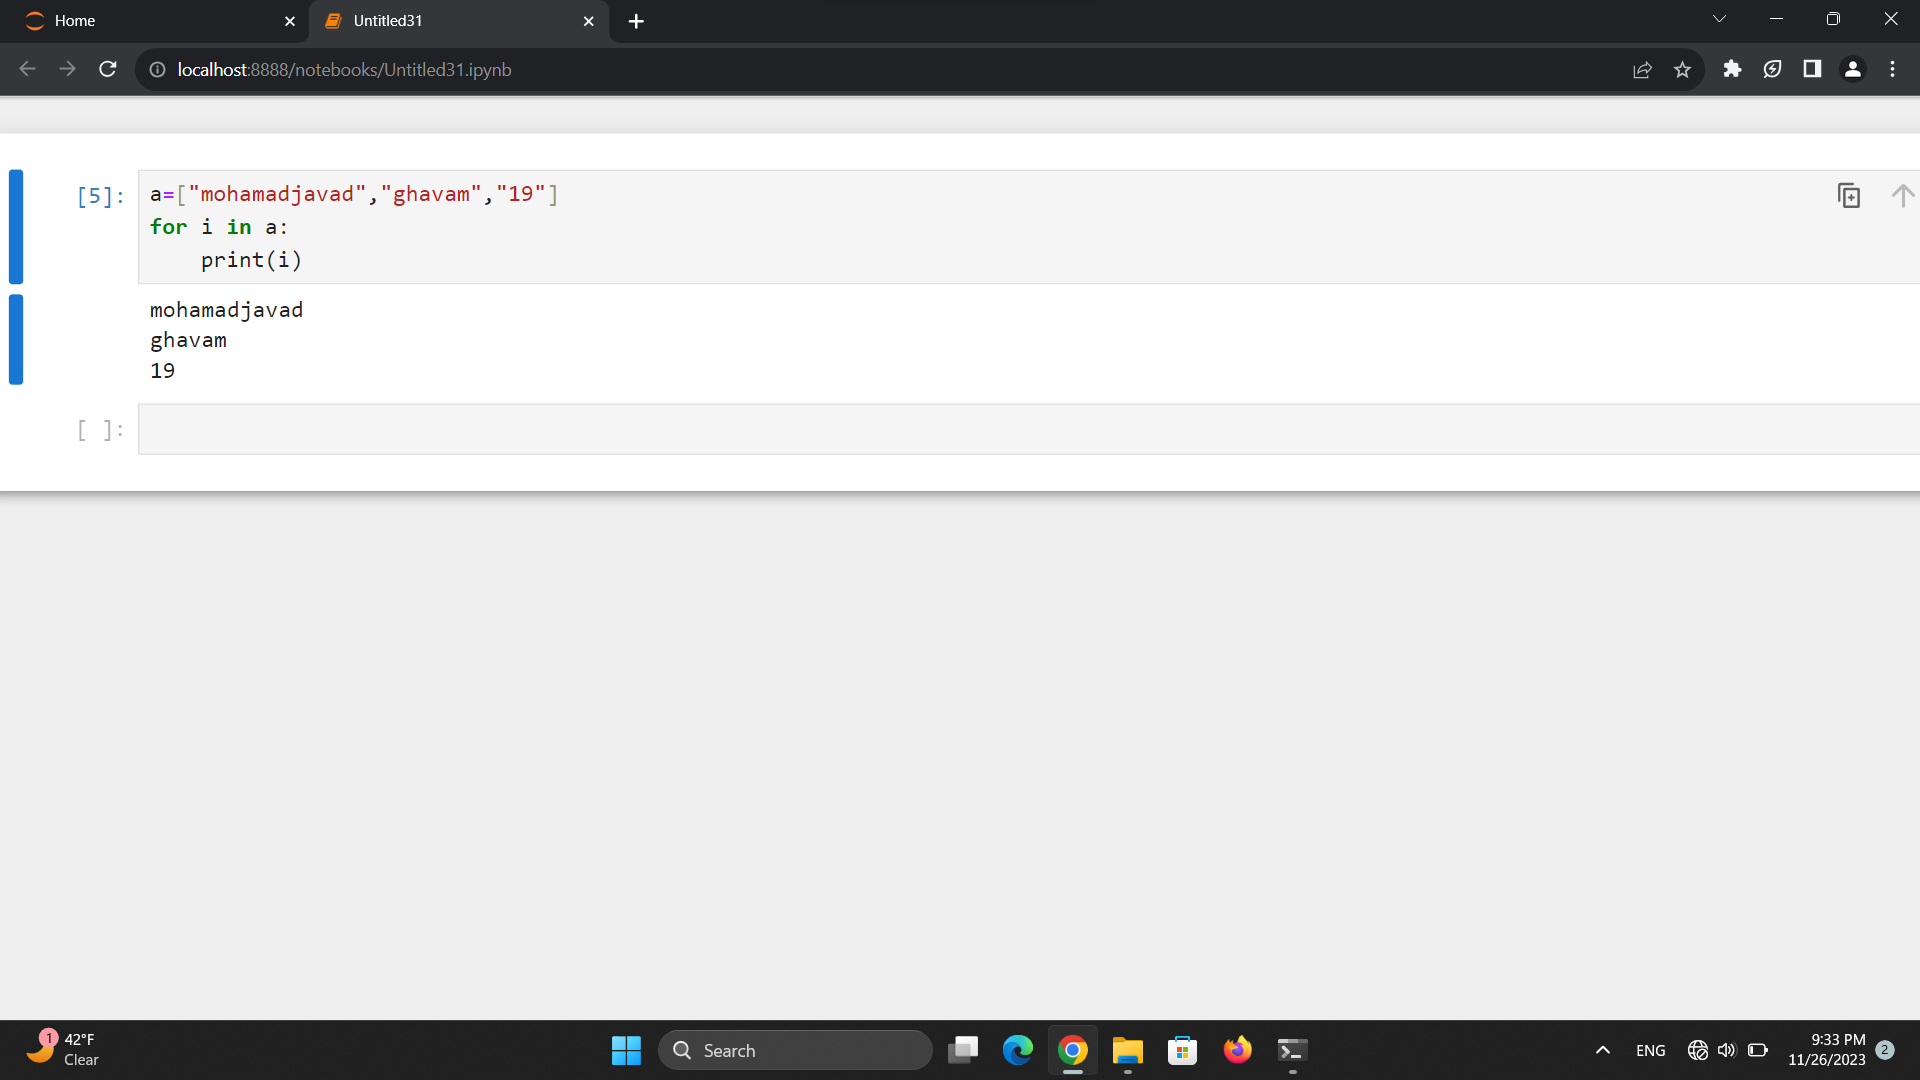 Home
Untitled31
localhost:8888/notebooks/Untitled31.ipynb
[5]:
a=["mohamadjavad","ghavam","19"]
for i in a:
    print(i)
mohamadjavad
ghavam
19
[ ]:
1
42°F
Clear
Search
ENG
9:33 PM
11/26/2023
2